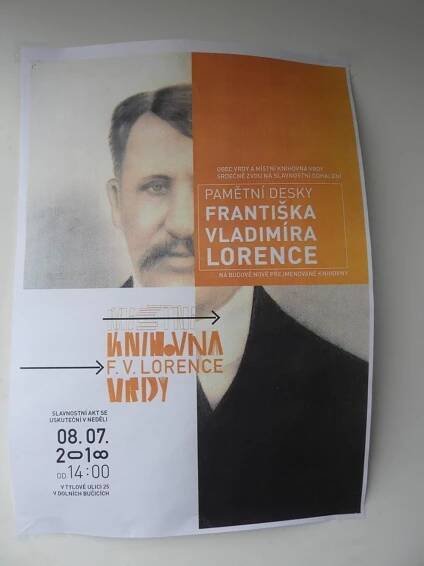 OBEC VRDY A MÍSTNÍ KNIHOVNA VRDY
SRDEČNĚ ZVOU NA SLAVNOSTNÍ ODHALENÍ
PAMĚTNÍ DESKY
FRANTIŠKA
VLADIMÍRA
LORENCE
NA BUDOVĚ NOVĚ PŘEJMENOVANÉ KNIHOVNY
MÍSTNÍ
KNIHOVNA
F. V. LORENCE
VRDY
SLAVNOSTNÍ AKT SE
USKUTEČNÍ V NEDĚLI
08. 07.
2018
OD 14:00
V TYLOVĚ ULICI 25
V DOLNÍCH BUČICÍCH